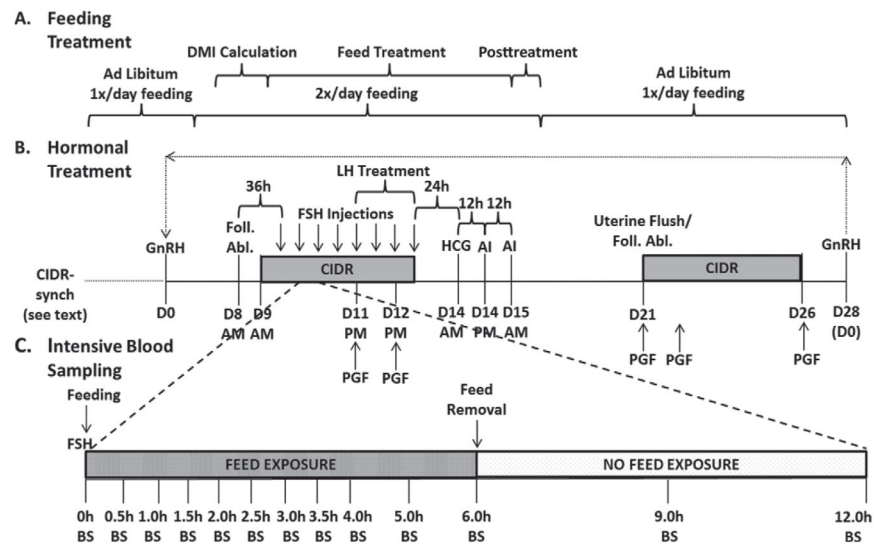 A. Feeding
Treatment
DMI Calculation Feed Treatment Posttreatment
Ad Libitum
1x/day feeding
2x/day feeding
Ad Libitum
1x/day feeding
B. Hormonal
Treatment
LH Treatment
36h
24h
12h 12h
Foll.
Abl.
FSH Injections
Uterine Flush/
Foll. Abl.
GnRH
HCG AI AI
GnRH
CIDR
CIDR
CIDR-
synch
(see text)
D0
D8
AM
D9
AM
D11
PM
D12
PM
D14
AM
D14
PM
D15
AM
D21
D26
D28
(D0)
PGF PGF
PGF PGF
PGF
C. Intensive Blood
Sampling
Feeding
FSH
Feed
Removal
FEED EXPOSURE
NO FEED EXPOSURE
0h 0.5h 1.0h 1.5h 2.0h 2.5h 3.0h 3.5h 4.0h 5.0h 6.0h 9.0h 12.0h
BS BS BS BS BS BS BS BS BS BS BS BS BS